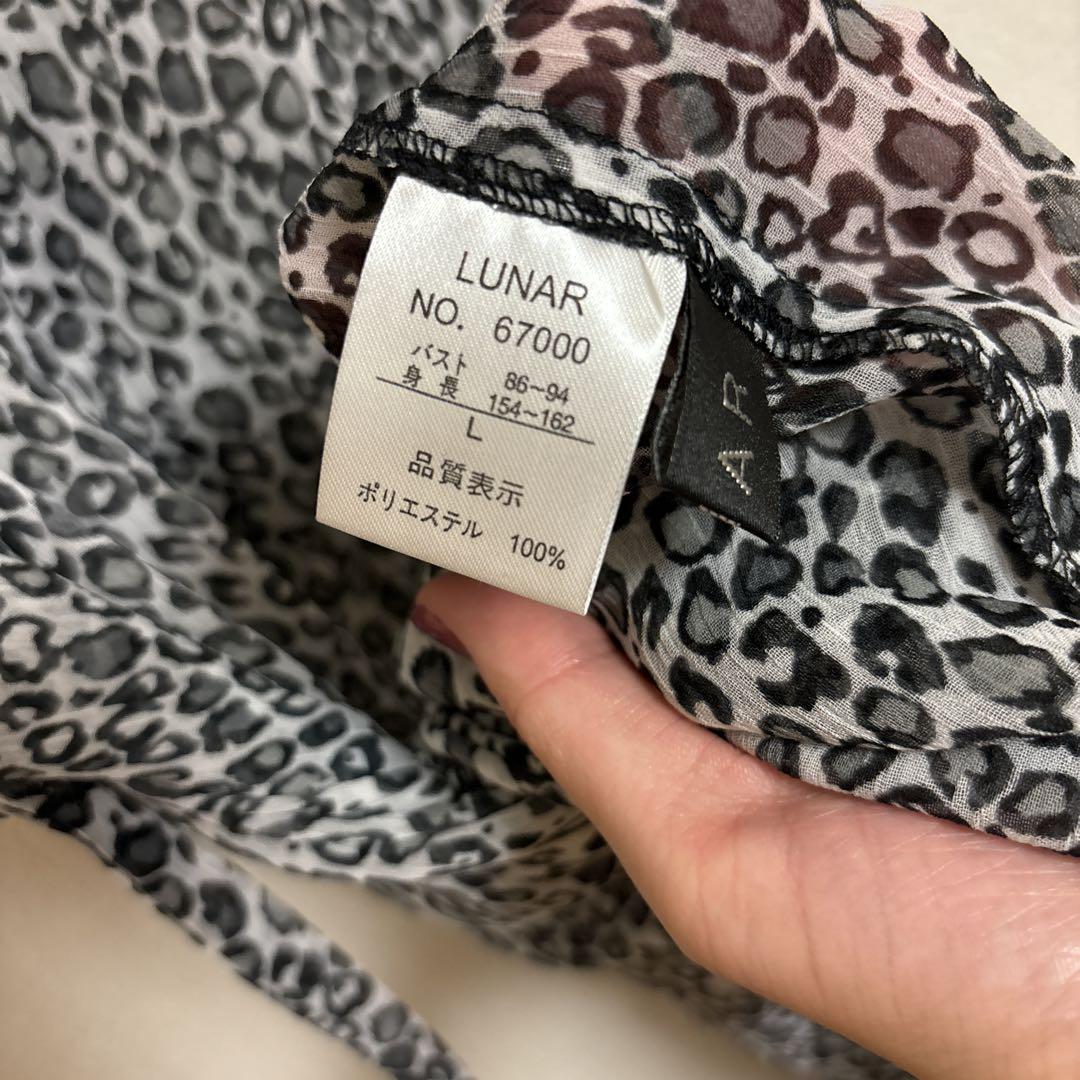 LUNAR
NO. 67000
バスト 86~94
身長 154~162
L
品質表示
ポリエステル 100%
AR